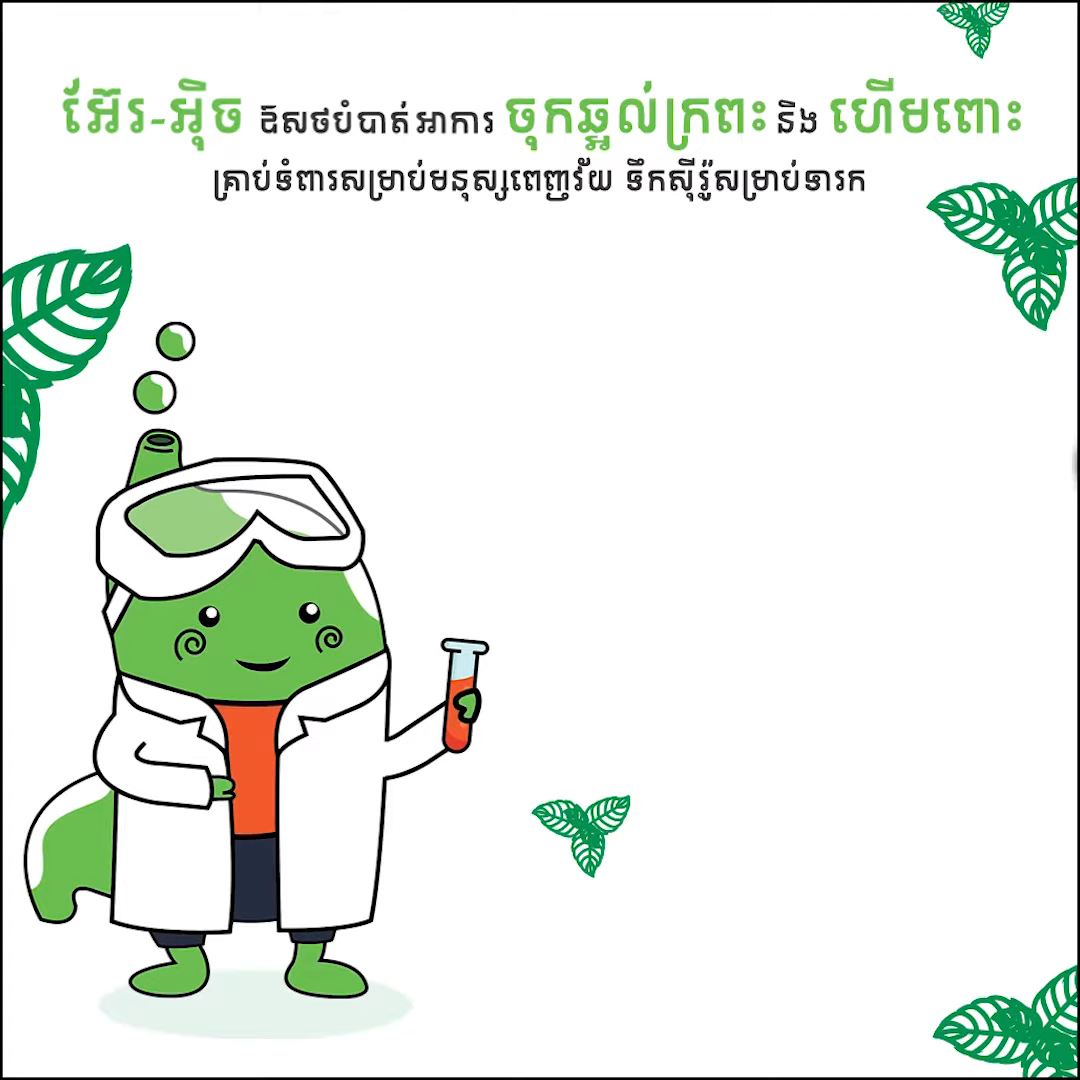 អ៊ែរ-អ៊ិច ឱសថបំបាត់អាការ ចុកឆ្អល់ក្រពះ និង ហើមពោះ
គ្រាប់ទំពារសម្រាប់មនុស្សពេញវ័យ ទឹកស៊ីរ៉ូសម្រាប់ទារក